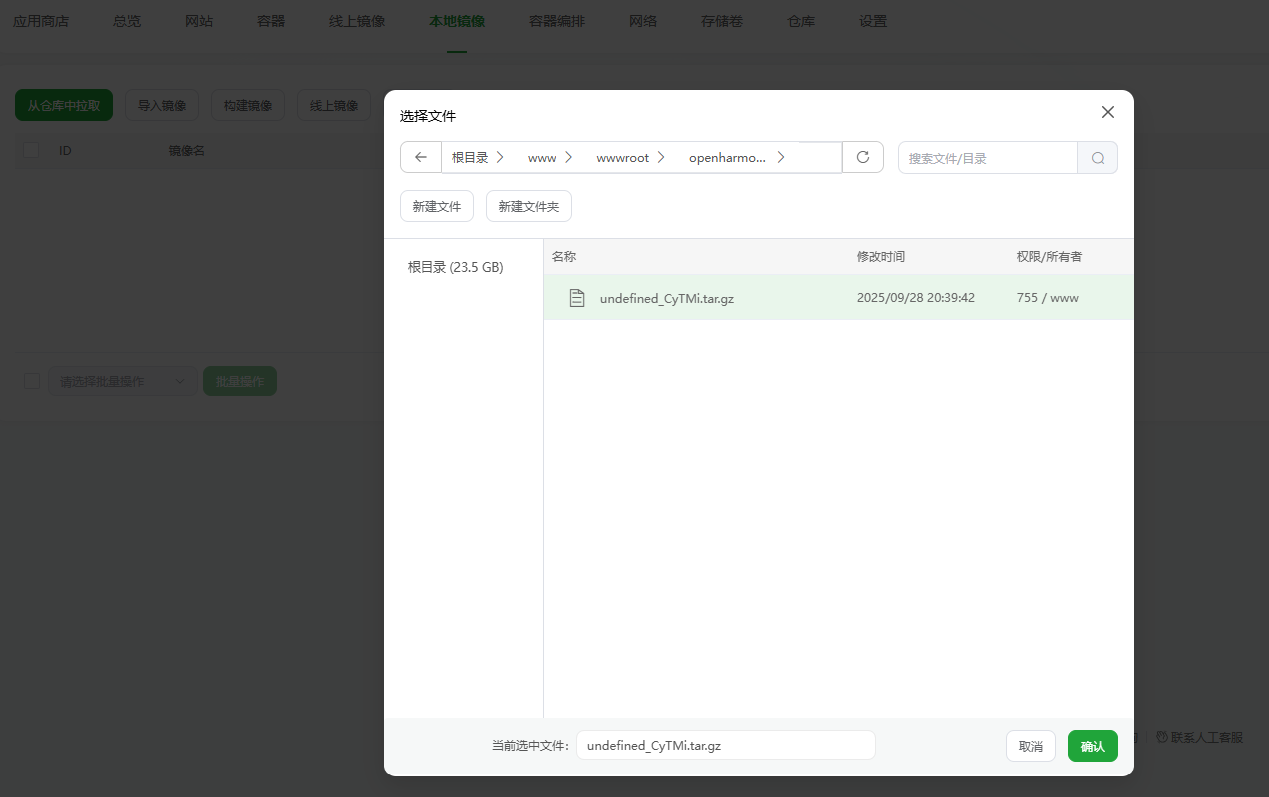 应用商店 总览 网站 容器 线上镜像 本地镜像 容器编排 网络 存储卷 仓库 设置
从仓库中拉取 导入镜像 构建镜像 线上镜像
ID 镜像名
请选择批量操作 批量操作
选择文件
根目录 www wwwroot openharmo... 搜索文件/目录
新建文件 新建文件夹
根目录 (23.5 GB)
名称 修改时间 权限/所有者
undefined_CyTMi.tar.gz 2025/09/28 20:39:42 755 / www
当前选中文件: undefined_CyTMi.tar.gz 取消 确认
联系人工客服